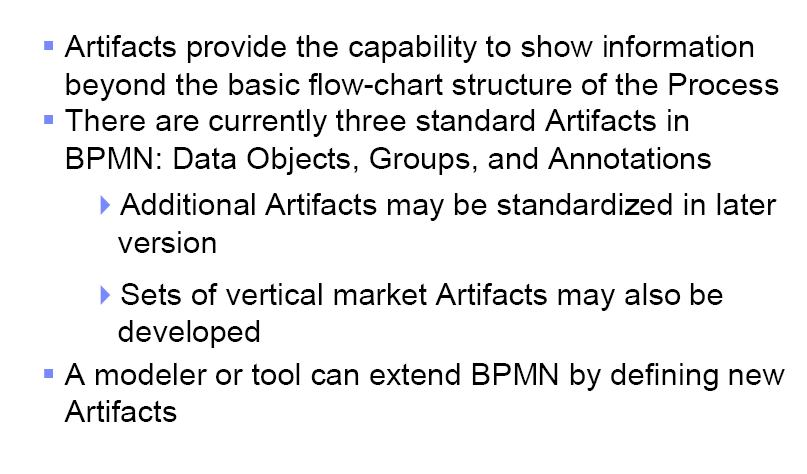 Artifacts provide the capability to show information
beyond the basic flow-chart structure of the Process
There are currently three standard Artifacts in
BPMN: Data Objects, Groups, and Annotations
Additional Artifacts may be standardized in later
version
Sets of vertical market Artifacts may also be
developed
A modeler or tool can extend BPMN by defining new
Artifacts